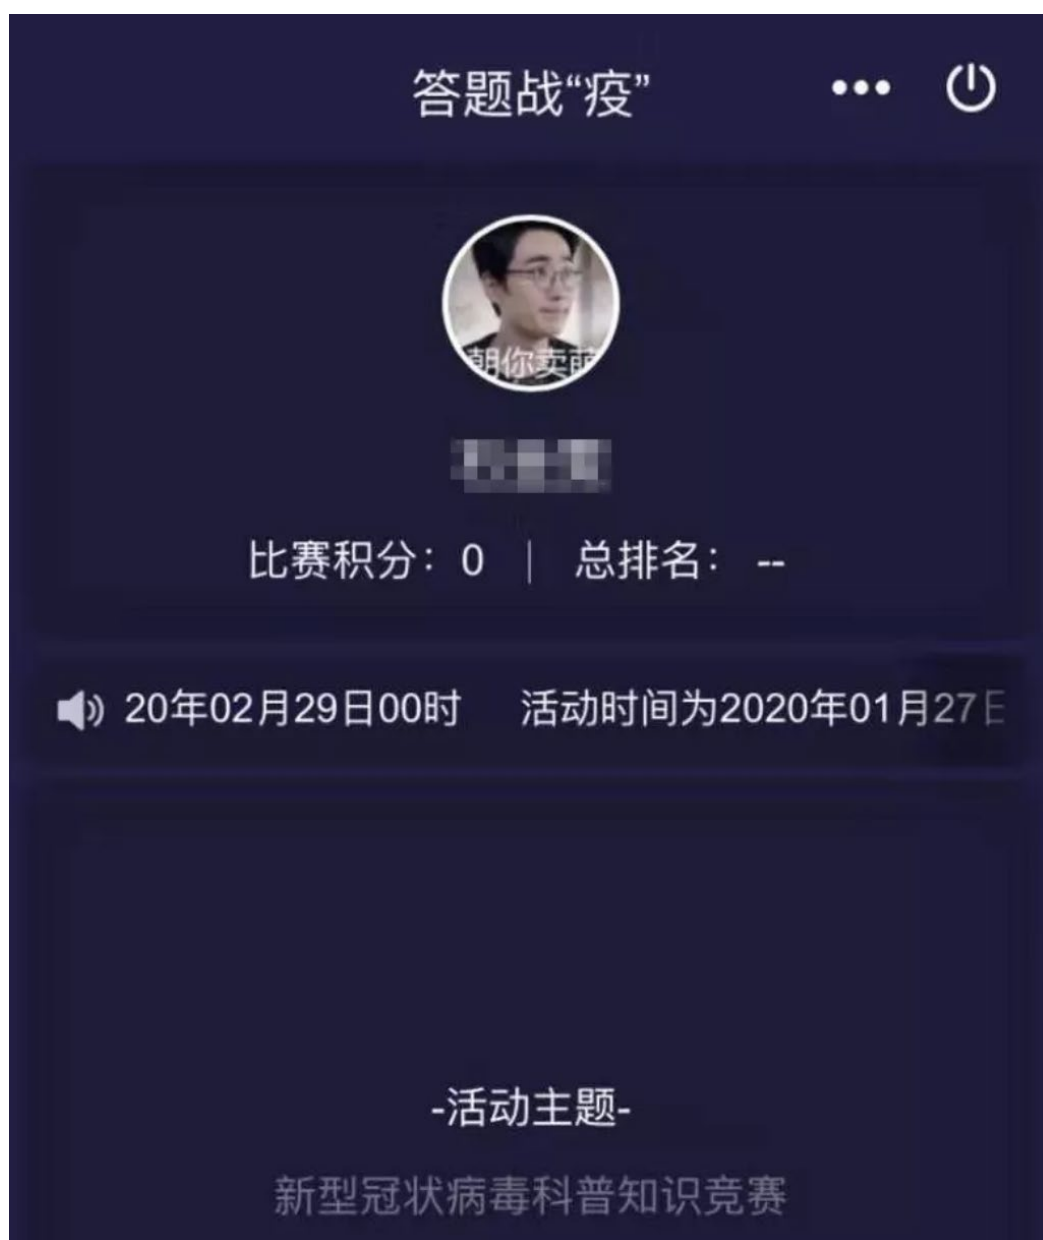 答题战“疫”
朝你卖萌
比赛积分：0 | 总排名： --
20年02月29日00时 活动时间为2020年01月27日
-活动主题-
新型冠状病毒科普知识竞赛